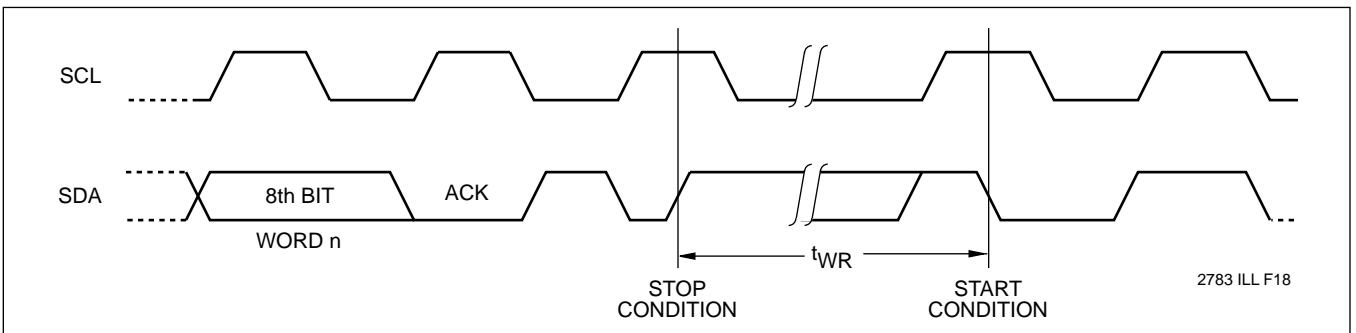 SCL
SDA
8th BIT
ACK
WORD n
tWR
STOP
CONDITION
START
CONDITION
2783 ILL F18